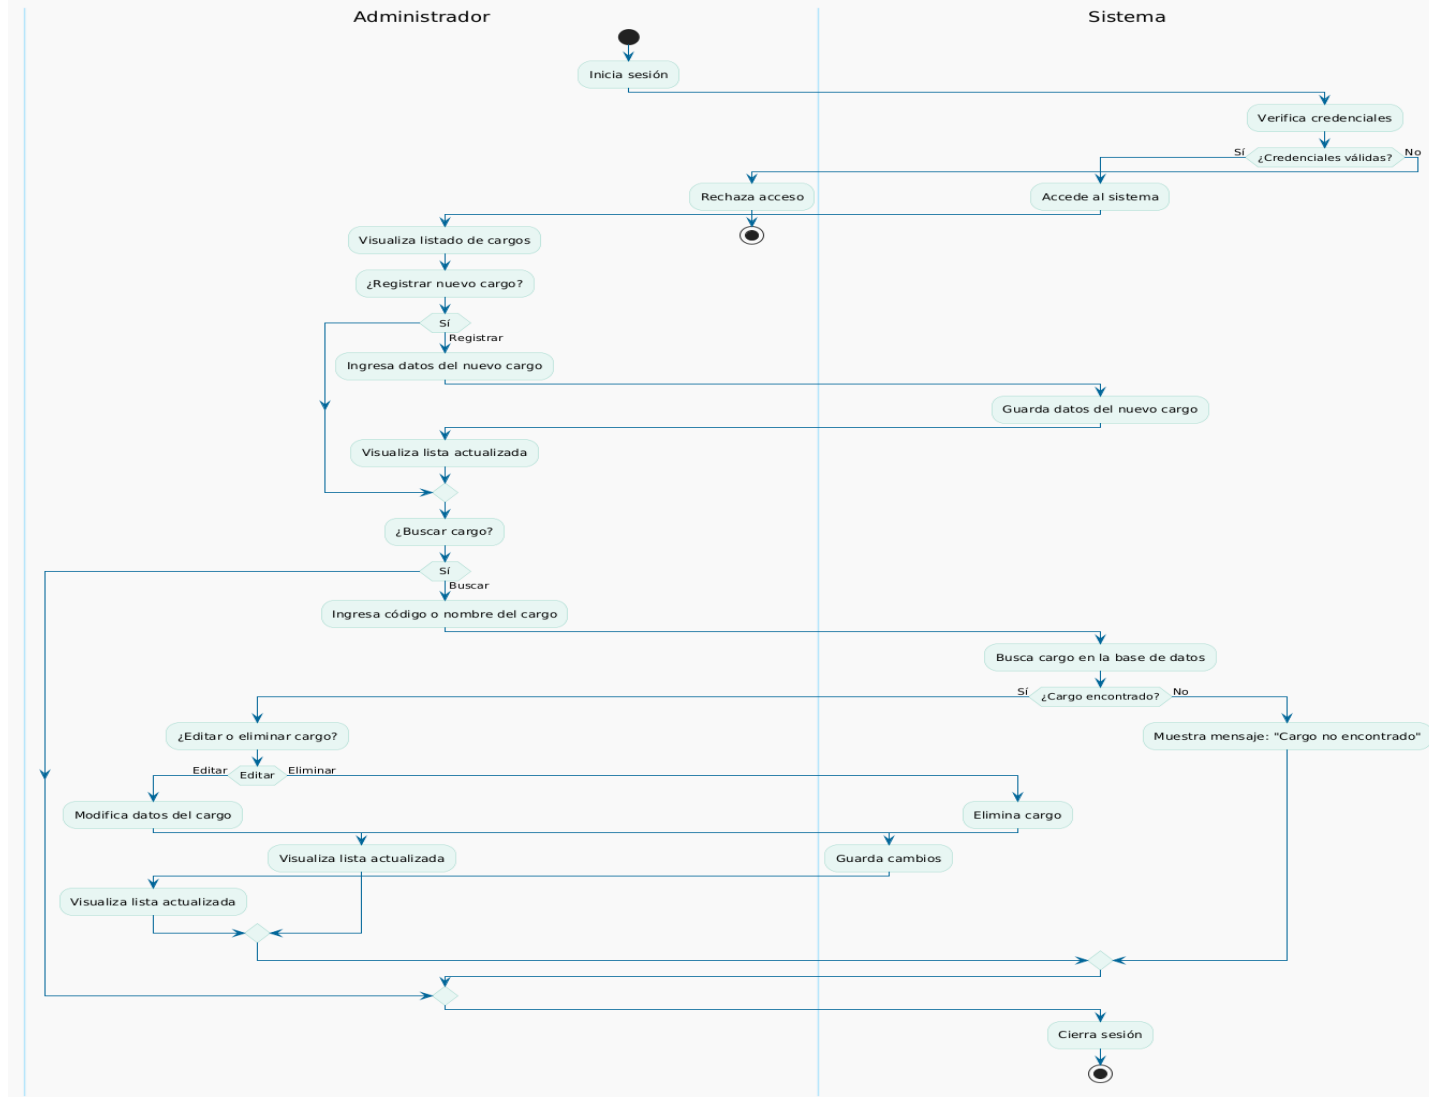 Administrador
Sistema
Inicia sesión
Verifica credenciales
Sí
¿Credenciales válidas?
No
Rechaza acceso
Accede al sistema
Visualiza listado de cargos
¿Registrar nuevo cargo?
Sí
Registrar
Ingresa datos del nuevo cargo
Guarda datos del nuevo cargo
Visualiza lista actualizada
¿Buscar cargo?
Sí
Buscar
Ingresa código o nombre del cargo
Busca cargo en la base de datos
Sí
¿Cargo encontrado?
No
¿Editar o eliminar cargo?
Muestra mensaje: "Cargo no encontrado"
Editar
Editar
Eliminar
Modifica datos del cargo
Elimina cargo
Visualiza lista actualizada
Guarda cambios
Visualiza lista actualizada
Cierra sesión